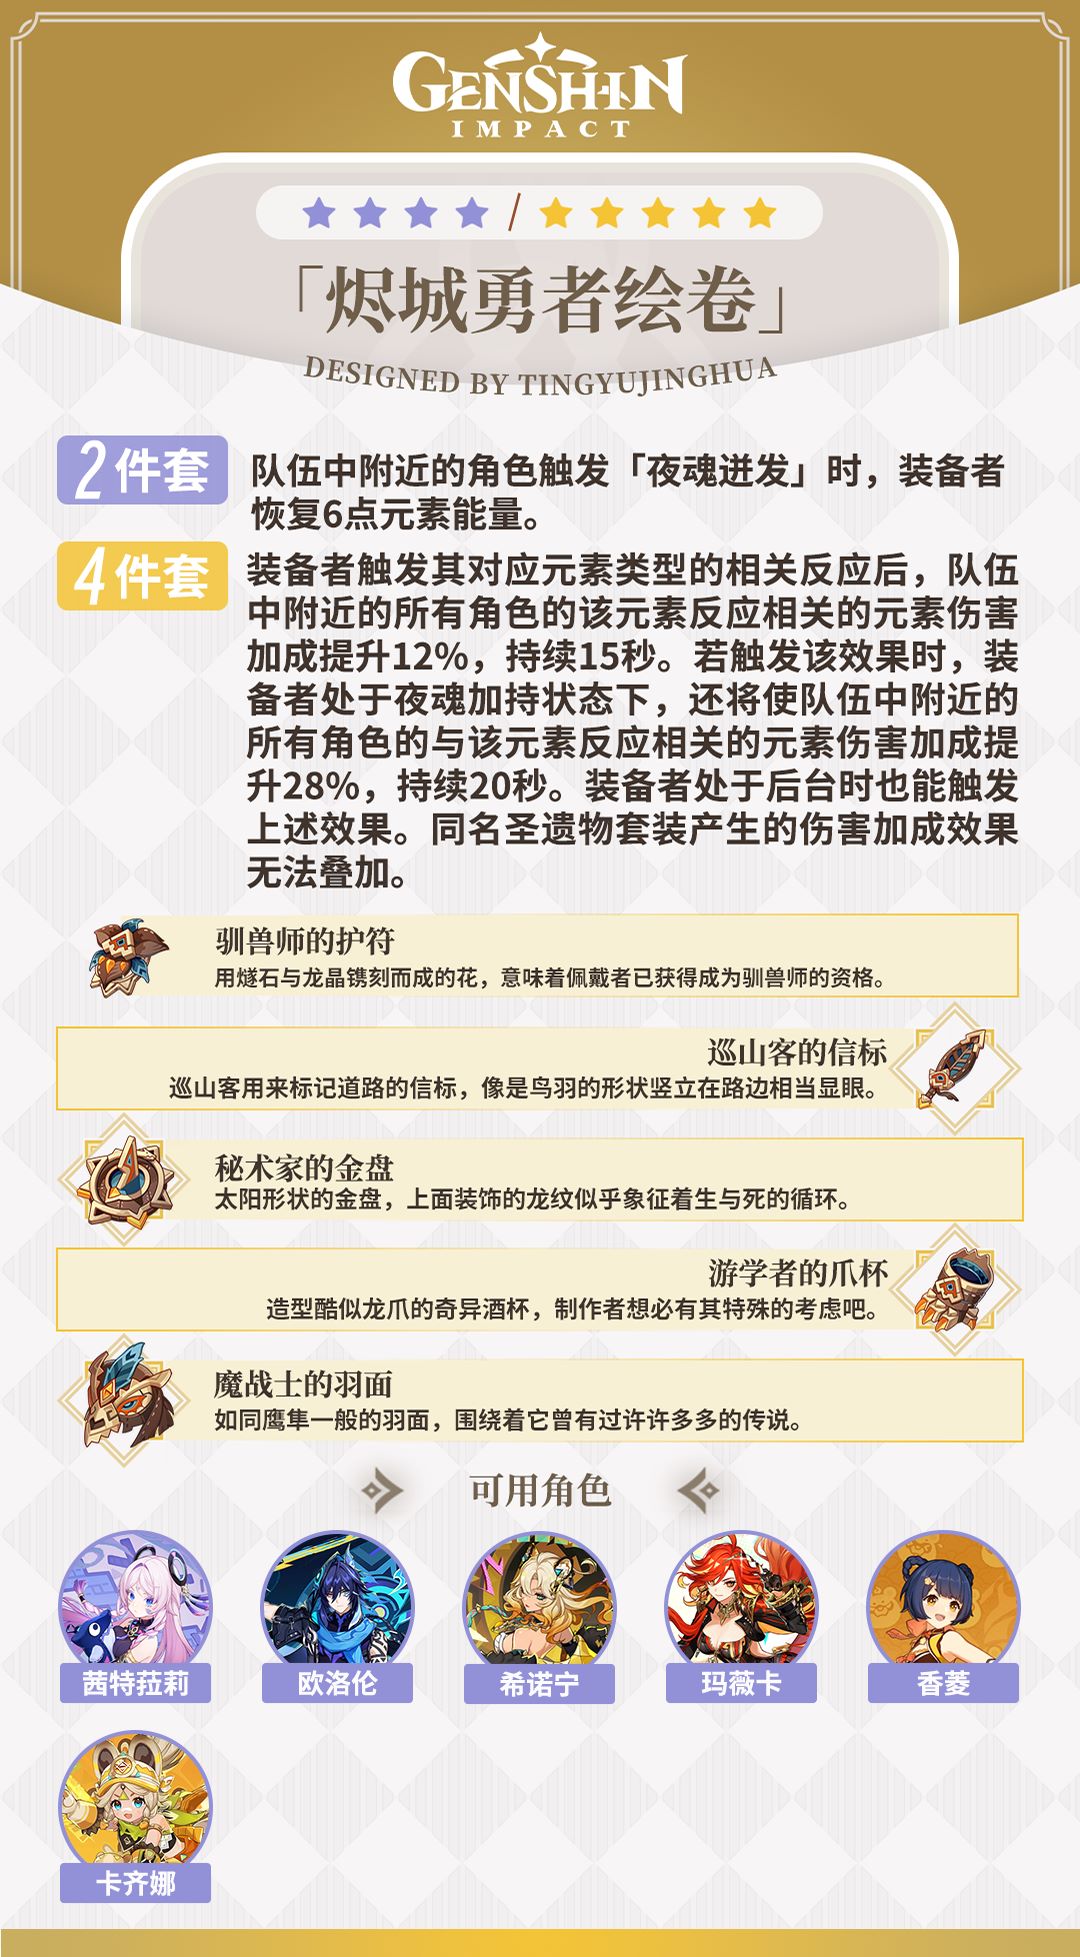 GENSHIN
IMPACT
「烬城勇者绘卷」
DESIGNED BY TINGYUJINGHUA
2件套
队伍中附近的角色触发「夜魂迸发」时，装备者
恢复6点元素能量。
4件套
装备者触发其对应元素类型的相关反应后，队伍
中附近的所有角色的该元素反应相关的元素伤害
加成提升12%，持续15秒。若触发该效果时，装
备者处于夜魂加持状态下，还将使队伍中附近的
所有角色的与该元素反应相关的元素伤害加成提
升28%，持续20秒。装备者处于后台时也能触发
上述效果。同名圣遗物套装产生的伤害加成效果
无法叠加。
驯兽师的护符
用燧石与龙晶镌刻而成的花，意味着佩戴者已获得成为驯兽师的资格。
巡山客的信标
巡山客用来标记道路的信标，像是鸟羽的形状竖立在路边相当显眼。
秘术家的金盘
太阳形状的金盘，上面装饰的龙纹似乎象征着生与死的循环。
游学者的爪杯
造型酷似龙爪的奇异酒杯，制作者想必有其特殊的考虑吧。
魔战士的羽面
如同鹰隼一般的羽面，围绕着它曾有过许许多多的传说。
可用角色
茜特菈莉
欧洛伦
希诺宁
玛薇卡
香菱
卡齐娜